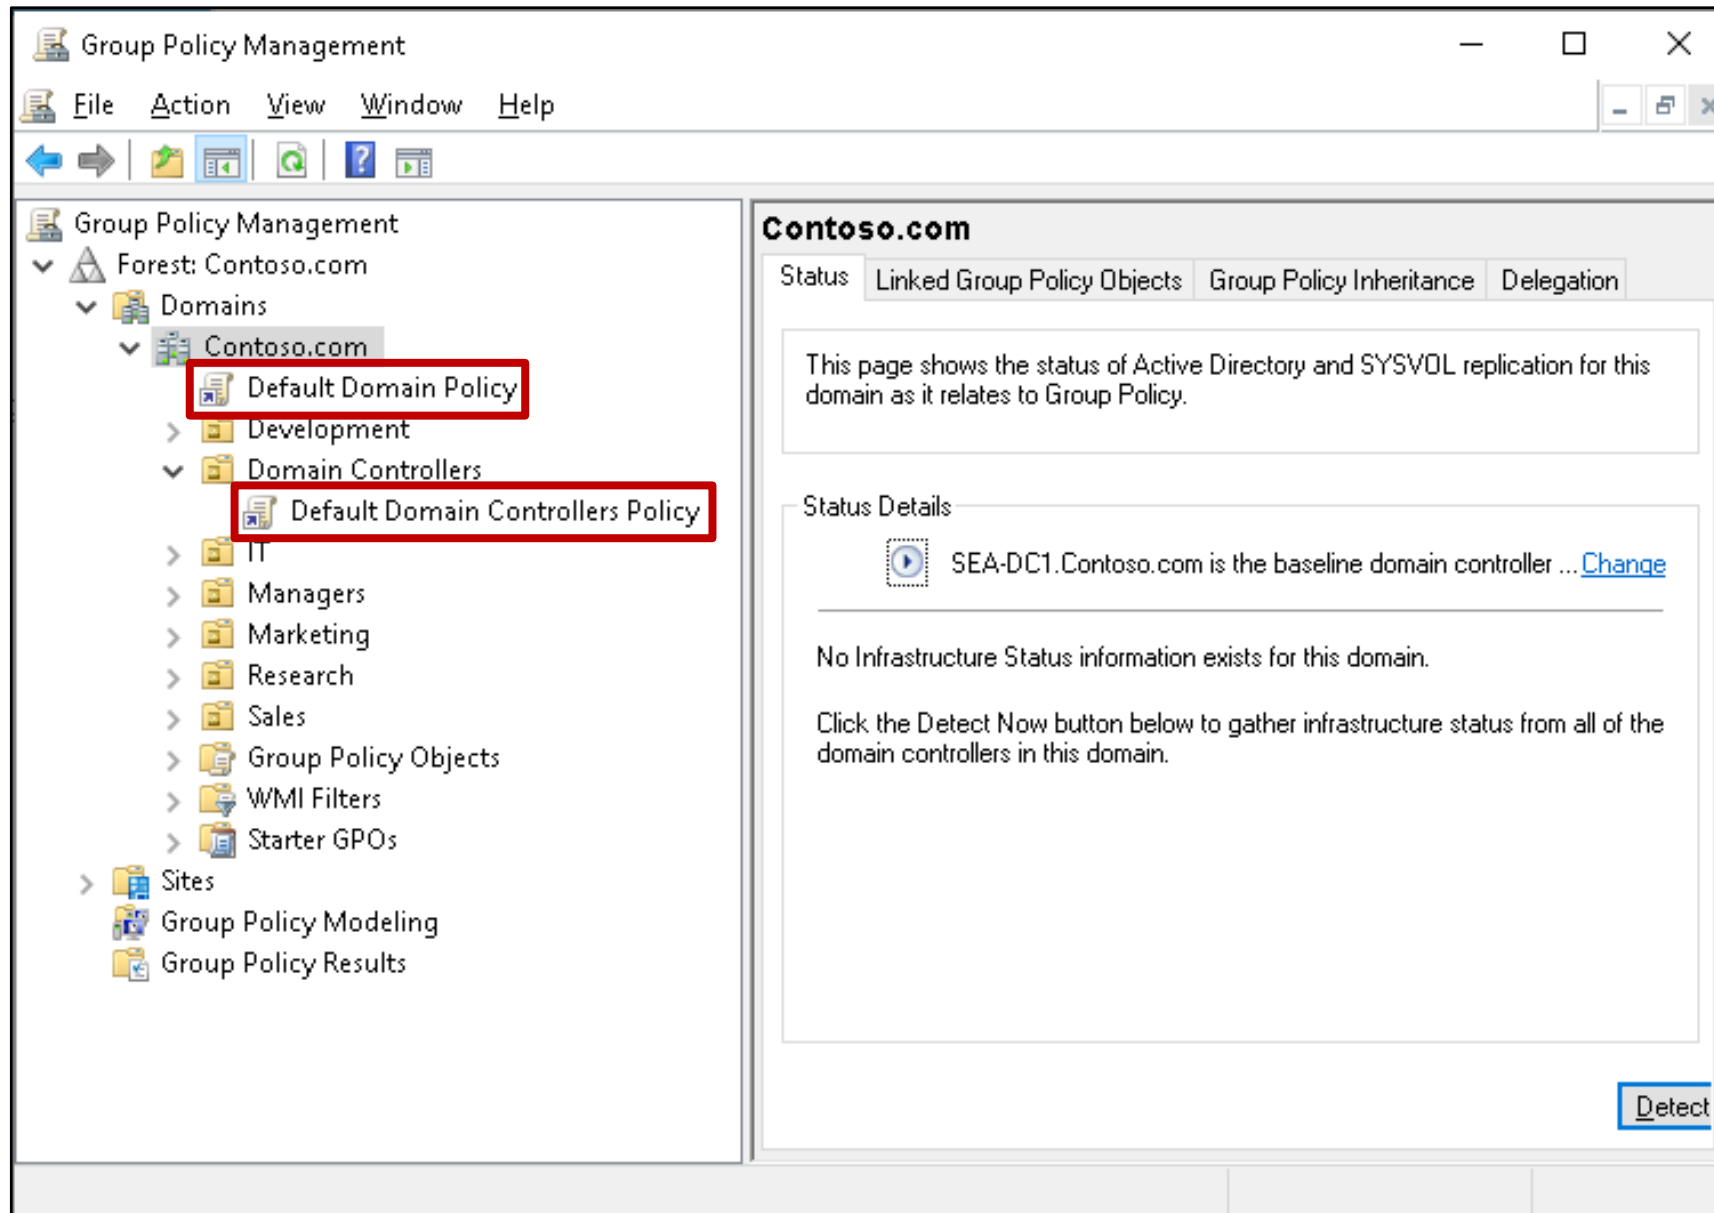 Group Policy Management
File Action View Window Help
Group Policy Management
Forest: Contoso.com
Domains
Contoso.com
Default Domain Policy
Development
Domain Controllers
Default Domain Controllers Policy
IT
Managers
Marketing
Research
Sales
Group Policy Objects
WMI Filters
Starter GPOs
Sites
Group Policy Modeling
Group Policy Results
Contoso.com
Status Linked Group Policy Objects Group Policy Inheritance Delegation
This page shows the status of Active Directory and SYSVOL replication for this
domain as it relates to Group Policy.
Status Details
SEA-DC1.Contoso.com is the baseline domain controller ... Change
No Infrastructure Status information exists for this domain.
Click the Detect Now button below to gather infrastructure status from all of the
domain controllers in this domain.
Detect